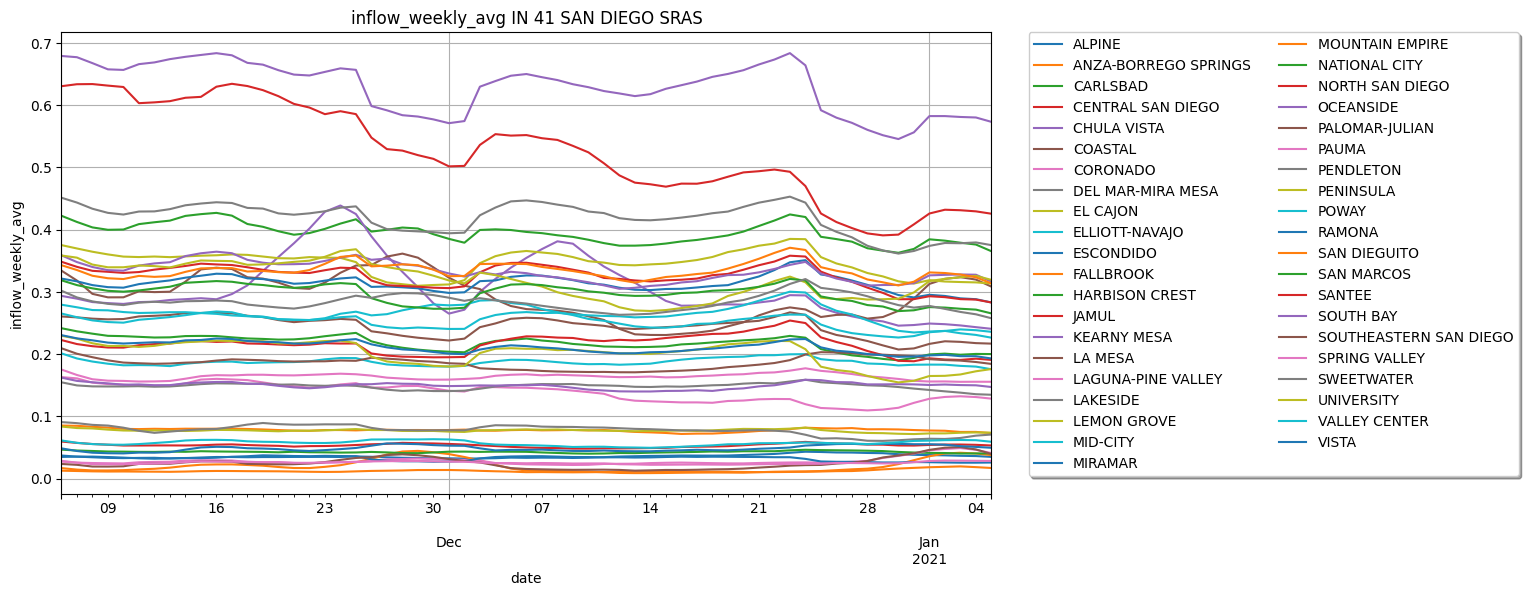 inflow_weekly_avg IN 41 SAN DIEGO SRAS
inflow_weekly_avg
0.7
0.6
0.5
0.4
0.3
0.2
0.1
0.0
09
16
23
30
07
14
21
28
04
Dec
Jan
2021
date
ALPINE
ANZA-BORREGO SPRINGS
CARLSBAD
CENTRAL SAN DIEGO
CHULA VISTA
COASTAL
CORONADO
DEL MAR-MIRA MESA
EL CAJON
ELLIOTT-NAVAJO
ESCONDIDO
FALLBROOK
HARBISON CREST
JAMUL
KEARNY MESA
LA MESA
LAGUNA-PINE VALLEY
LAKESIDE
LEMON GROVE
MID-CITY
MIRAMAR
MOUNTAIN EMPIRE
NATIONAL CITY
NORTH SAN DIEGO
OCEANSIDE
PALOMAR-JULIAN
PAUMA
PENDLETON
PENINSULA
POWAY
RAMONA
SAN DIEGUITO
SAN MARCOS
SANTEE
SOUTH BAY
SOUTHEASTERN SAN DIEGO
SPRING VALLEY
SWEETWATER
UNIVERSITY
VALLEY CENTER
VISTA